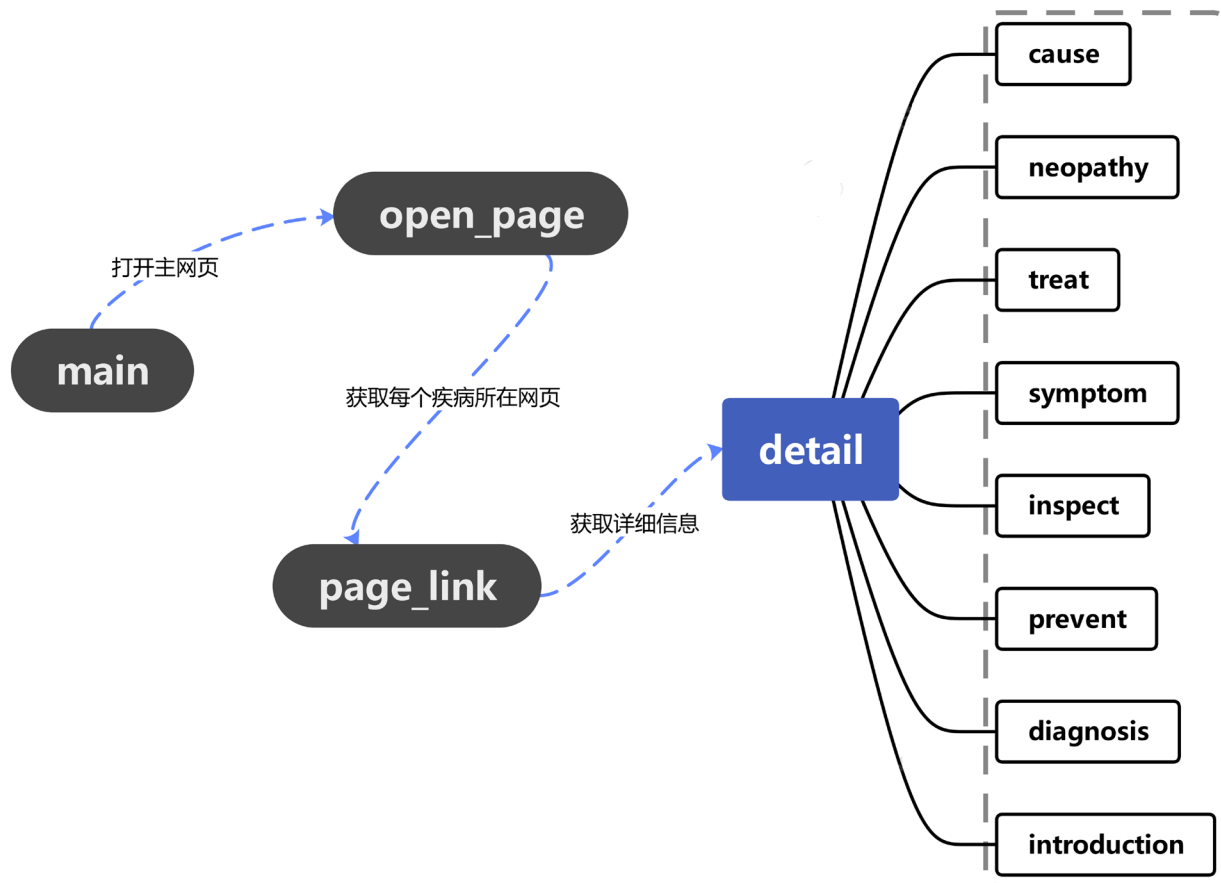 main
打开主网页
open_page
获取每个疾病所在网页
page_link
获取详细信息
detail
cause
neopathy
treat
symptom
inspect
prevent
diagnosis
introduction